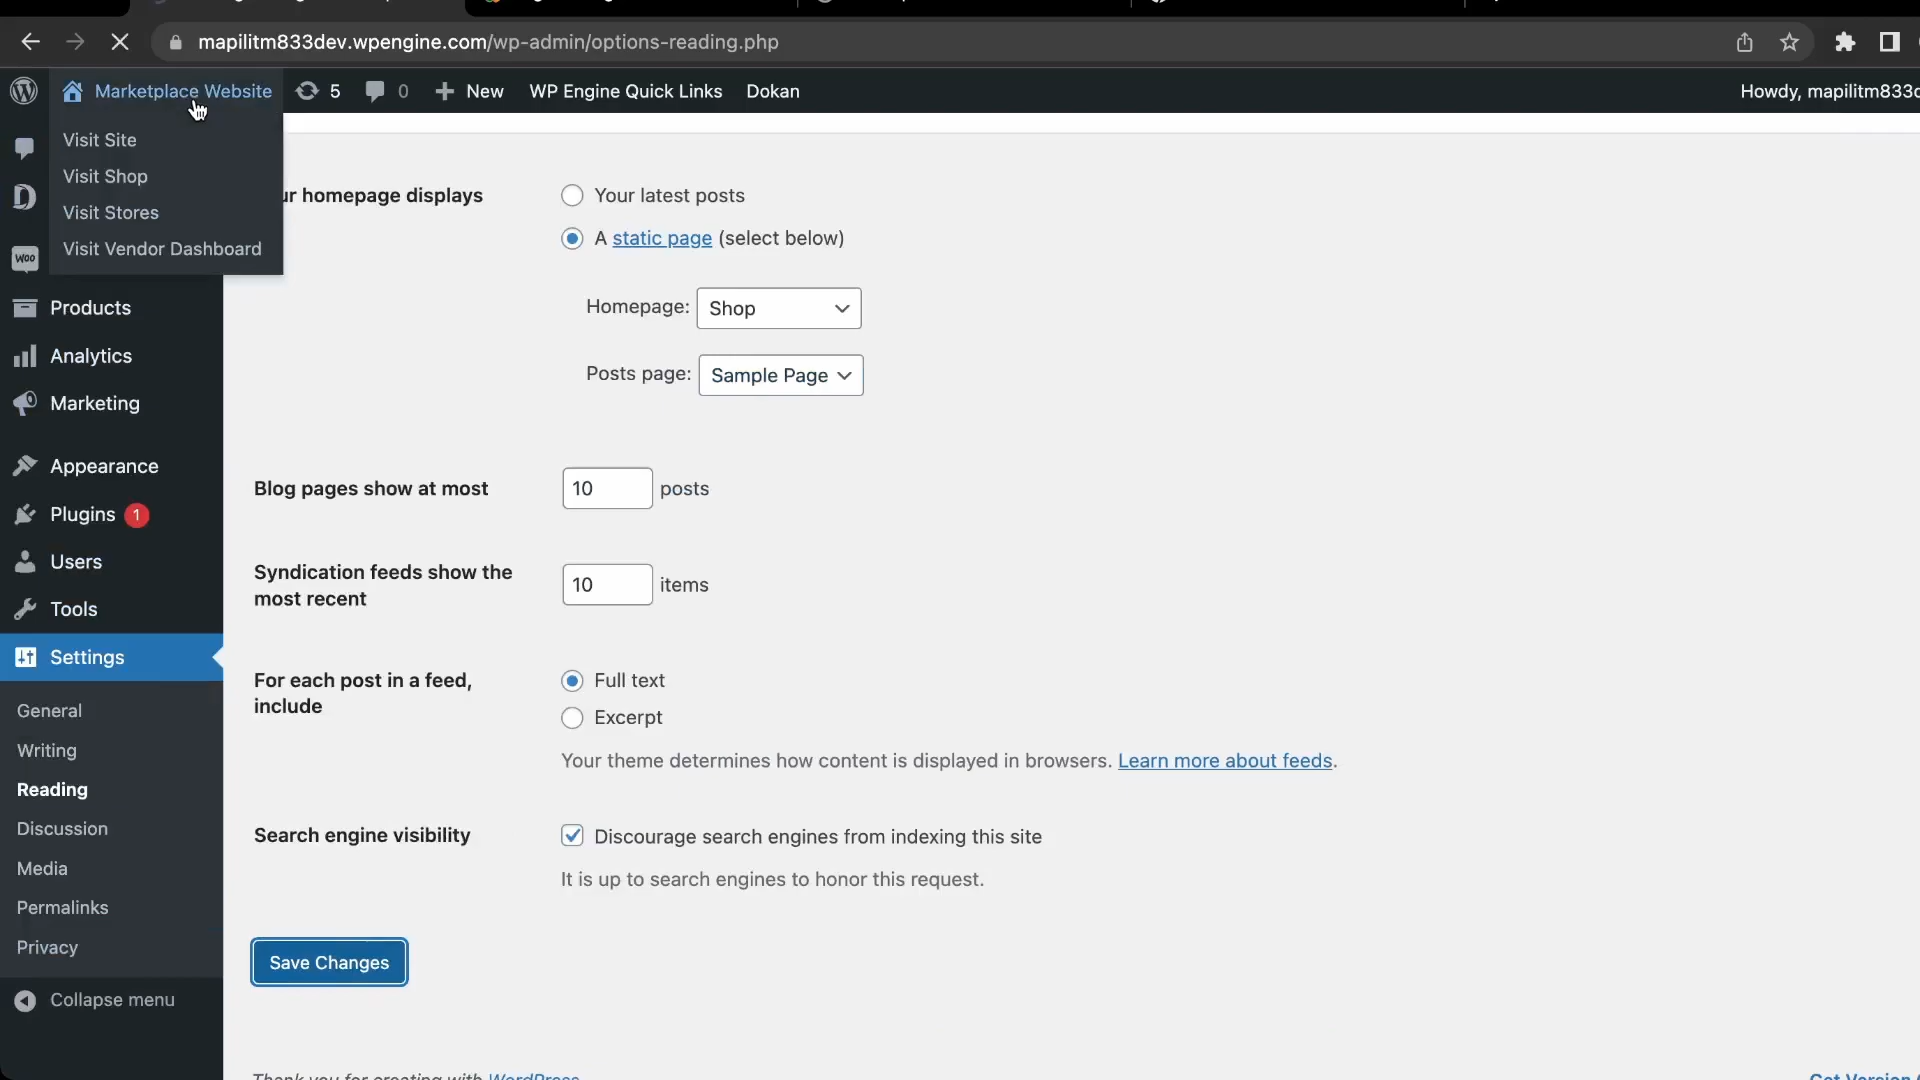 mapilitm833dev.wpengine.com/wp-admin/options-reading.php
Marketplace Website 5 0 New WP Engine Quick Links Dokan Howdy, mapilitm833d
Visit Site
Visit Shop
Visit Stores
Visit Vendor Dashboard
WOO
Products
Analytics
Marketing
Appearance
Plugins 1
Users
Tools
Settings
General
Writing
Reading
Discussion
Media
Permalinks
Privacy
Collapse menu
ur homepage displays
Your latest posts
A static page (select below)
Homepage: Shop
Posts page: Sample Page
Blog pages show at most 10 posts
Syndication feeds show the
most recent
10 items
For each post in a feed,
include
Full text
Excerpt
Your theme determines how content is displayed in browsers. Learn more about feeds.
Search engine visibility
Discourage search engines from indexing this site
It is up to search engines to honor this request.
Save Changes
Thank you for creating with WordPress
Get Version